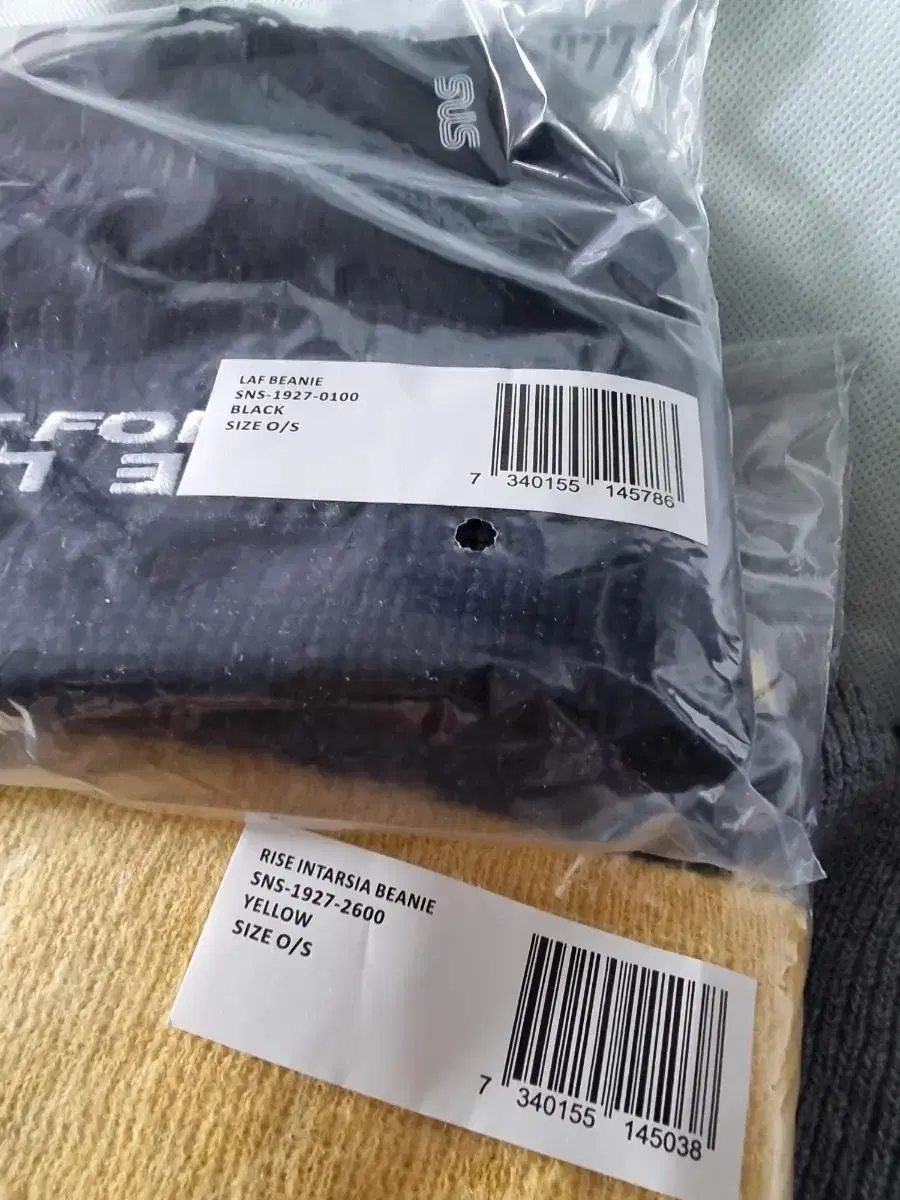 SNS
LAF BEANIE
SNS-1927-0100
BLACK
SIZE O/S
7 340155 145786
RISE INTARSIA BEANIE
SNS-1927-2600
YELLOW
SIZE O/S
7 340155 145038